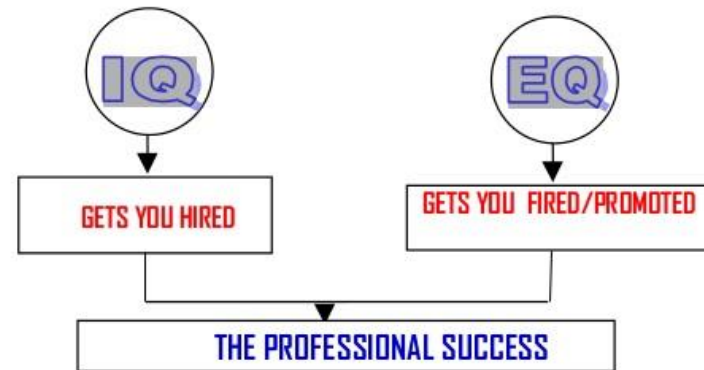 IQ
EQ
GETS YOU HIRED
GETS YOU FIRED/PROMOTED
THE PROFESSIONAL SUCCESS